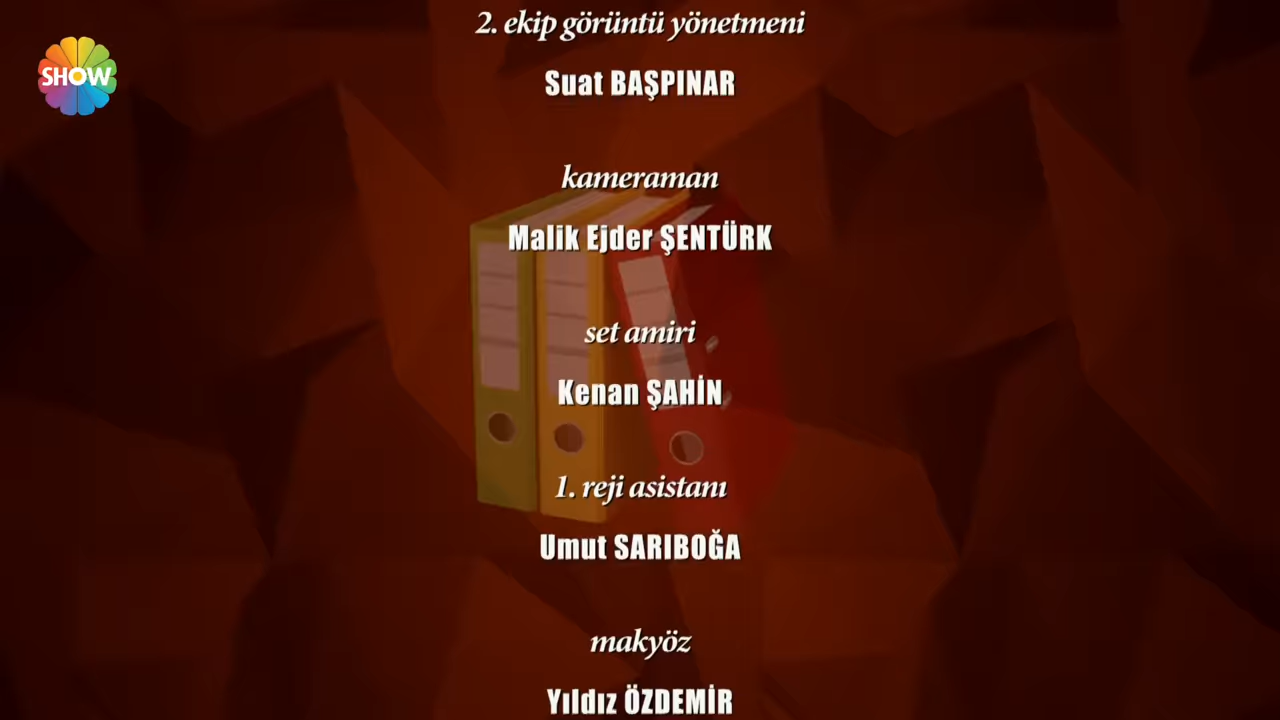 2. ekip görüntü yönetmeni
SHOW
Suat BAŞPINAR
kameraman
Malik Ejder ŞENTÜRK
set amiri
Kenan ŞAHİN
1. reji asistanı
Umut SARIBOĞA
makyöz
Yıldız ÖZDEMİR